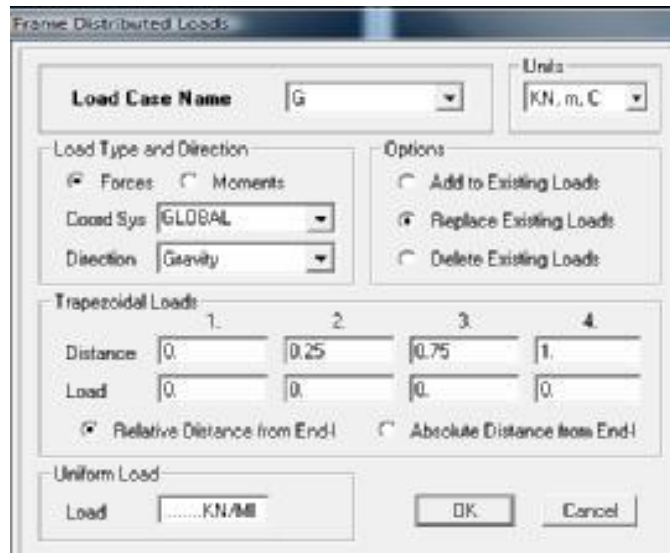 Frame Distributed Loads
Units
Load Case Name G KN, m, C
Load Type and Direction
Forces Moments
Coord Sys GLOBAL
Direction Gravity
Options
Add to Existing Loads
Replace Existing Loads
Delete Existing Loads
Trapezoidal Loads
1. 2. 3. 4.
Distance 0. 0.25 0.75 1.
Load 0. 0. 0. 0.
Relative Distance from End-I Absolute Distance from End-I
Uniform Load
Load .......KN/Ml
OK Cancel